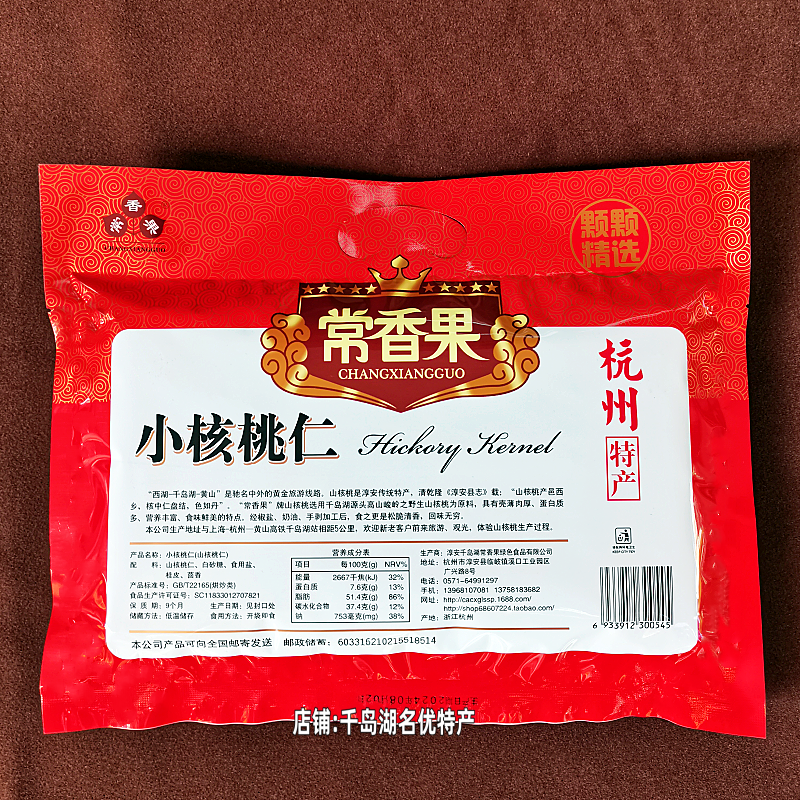 常香果
CHANGXIANGGUO
颗颗
精选
常香果
CHANGXIANGGUO
杭州
特产
小核桃仁 Hickory Kernel
“西湖-千岛湖-黄山”是驰名中外的黄金旅游线路。山核桃是淳安传统特产，清乾隆《淳安县志》载：“山核桃产邑西
乡，核中仁盘结，色如丹”。“常香果”牌山核桃选用千岛湖源头高山峻岭之野生山核桃为原料，具有壳薄肉厚、蛋白质
多、营养丰富、食味鲜美的特点。经椒盐、奶油、手剥加工后，食之更是松脆清香，回味无穷。
本公司生产地址与上海-杭州-黄山高铁千岛湖站相距5公里，欢迎新老客户前来旅游、观光，体验山核桃生产过程。
产品名称：小核桃仁(山核桃仁)
配 料：山核桃仁、白砂糖、食用盐、
桂皮、茴香
产品标准号：GB/T22165(烘炒类)
食品生产许可证号：SC11833012707821
保 质 期：9个月 生产日期：见封口处
储藏方法：低温储存 食用方法：开袋即食
营养成分表
项目 每100克(g) NRV%
能量 2667千焦(kJ) 32%
蛋白质 7.6克(g) 13%
脂肪 51.4克(g) 86%
碳水化合物 37.4克(g) 12%
钠 753毫克(mg) 38%
生产商：淳安千岛湖常香果绿色食品有限公司
地址：杭州市淳安县临岐镇溪口工业园区
广兴路8号
电话：0571-64991297
手机：13968107081 13758183682
网址：http://cacxglssp.1688.com/
http://shop68607224.taobao.com/
产地：浙江杭州
KEEP CITY TIDY
6 933912 300545
本公司产品可向全国邮寄发送 邮政储蓄：603316210215518514
店铺:千岛湖名优特产